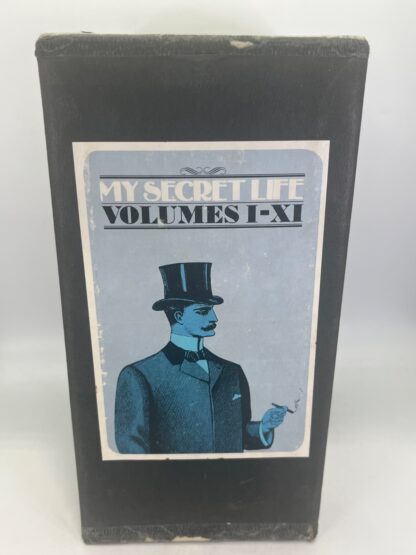 MY SECRET LIFE
VOLUMES I-XI